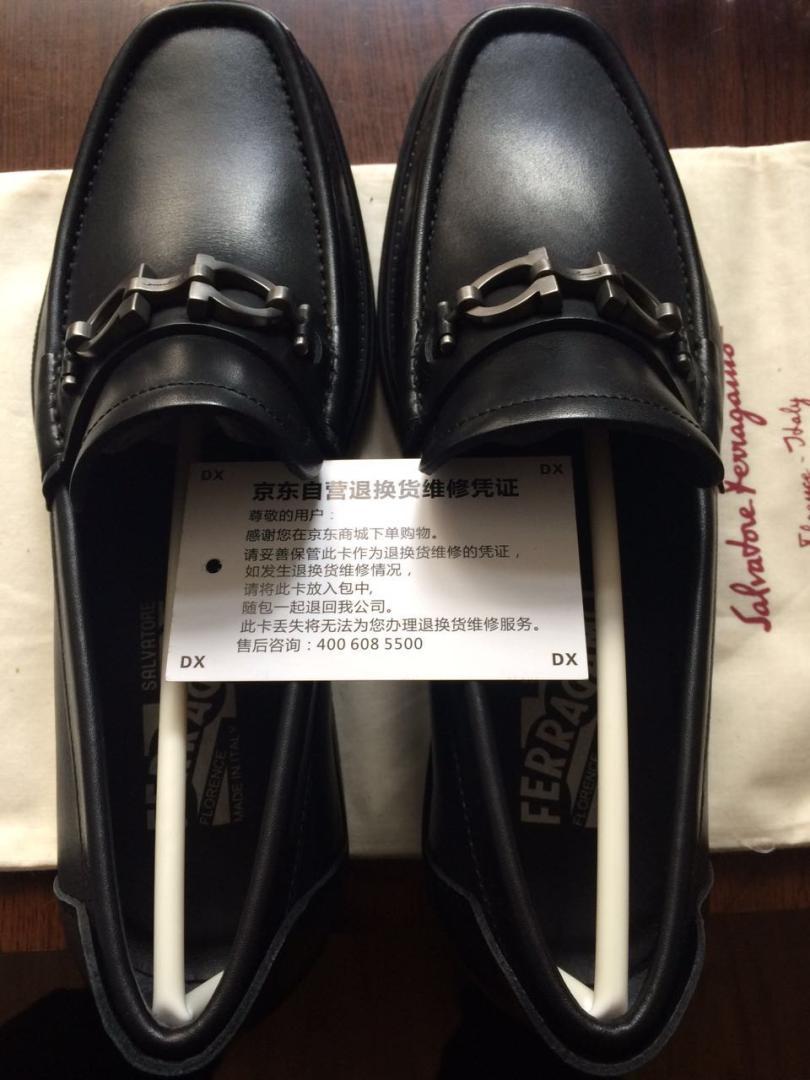 DX
DX
京东自营退换货维修凭证
尊敬的用户：
感谢您在京东商城下单购物。
请妥善保管此卡作为退换货维修的凭证，
如发生退换货维修情况，
请将此卡放入包中,
随包一起退回我公司。
此卡丢失将无法为您办理退换货维修服务。
售后咨询：400 608 5500
DX
DX
SALVATORE
FLORENCE
MADE IN ITALY
FLORENCE
Salvatore Ferragamo
Italy